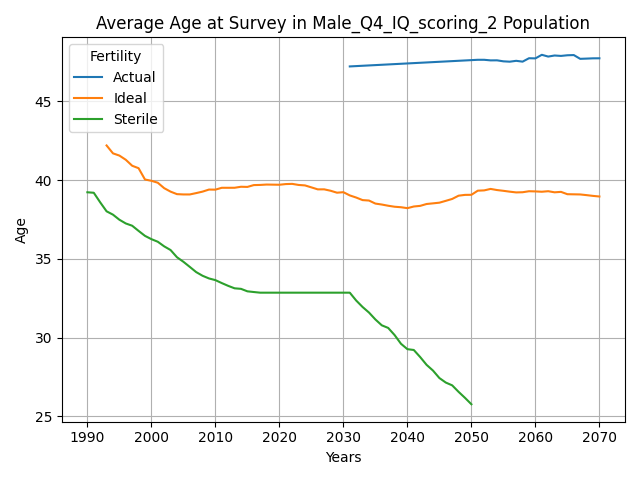 Average Age at Survey in Male_Q4_IQ_scoring_2 Population
Fertility
Actual
Ideal
Sterile
Age
45
40
35
30
25
1990 2000 2010 2020 2030 2040 2050 2060 2070
Years